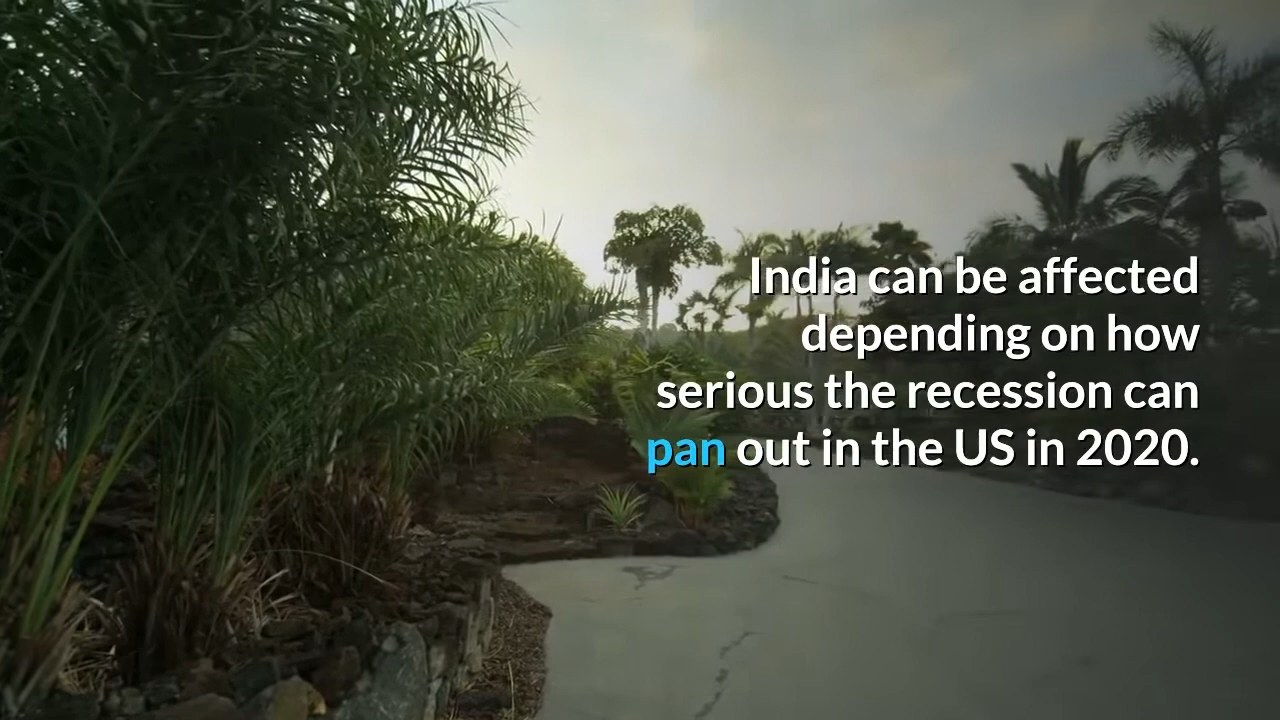 India can be affected
depending on how
serious the recession can
pan out in the US in 2020.